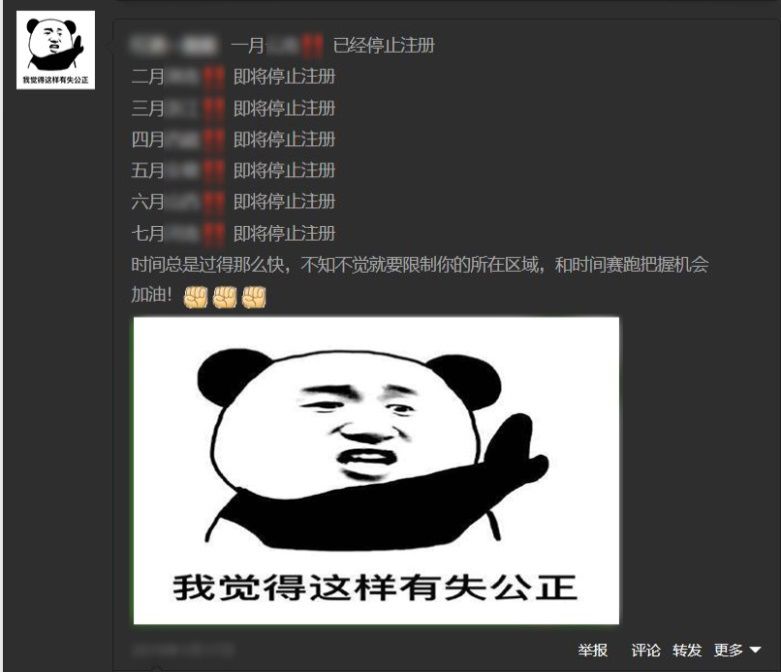 我觉得这样有失公正
一月‼️ 已经停止注册
二月‼️ 即将停止注册
三月‼️ 即将停止注册
四月‼️ 即将停止注册
五月‼️ 即将停止注册
六月‼️ 即将停止注册
七月‼️ 即将停止注册
时间总是过得那么快，不知不觉就要限制你的所在区域，和时间赛跑把握机会
加油！✊✊✊
我觉得这样有失公正
举报 评论 转发 更多